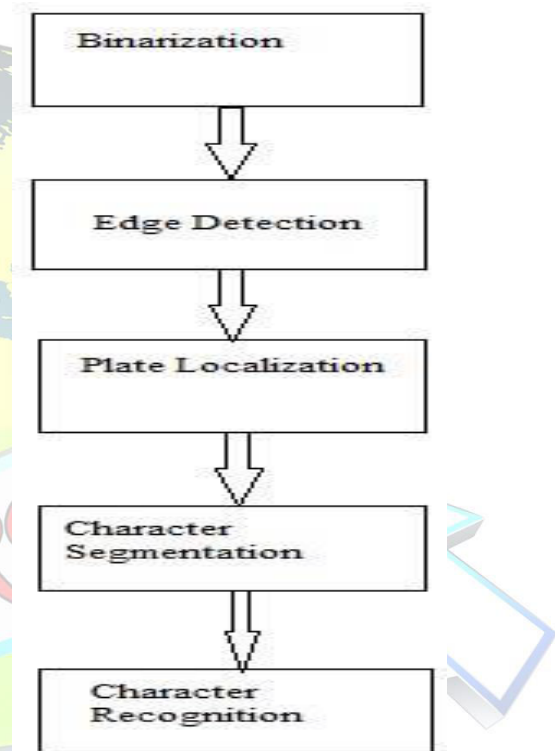 Binarization
Edge Detection
Plate Localization
Character
Segmentation
Character
Recognition